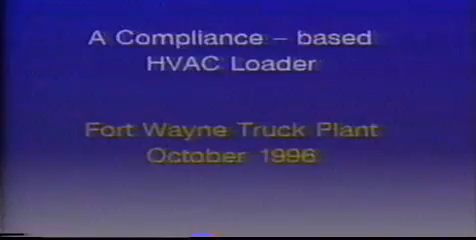 A Compliance – based
HVAC Loader
Fort Wayne Truck Plant
October 1996